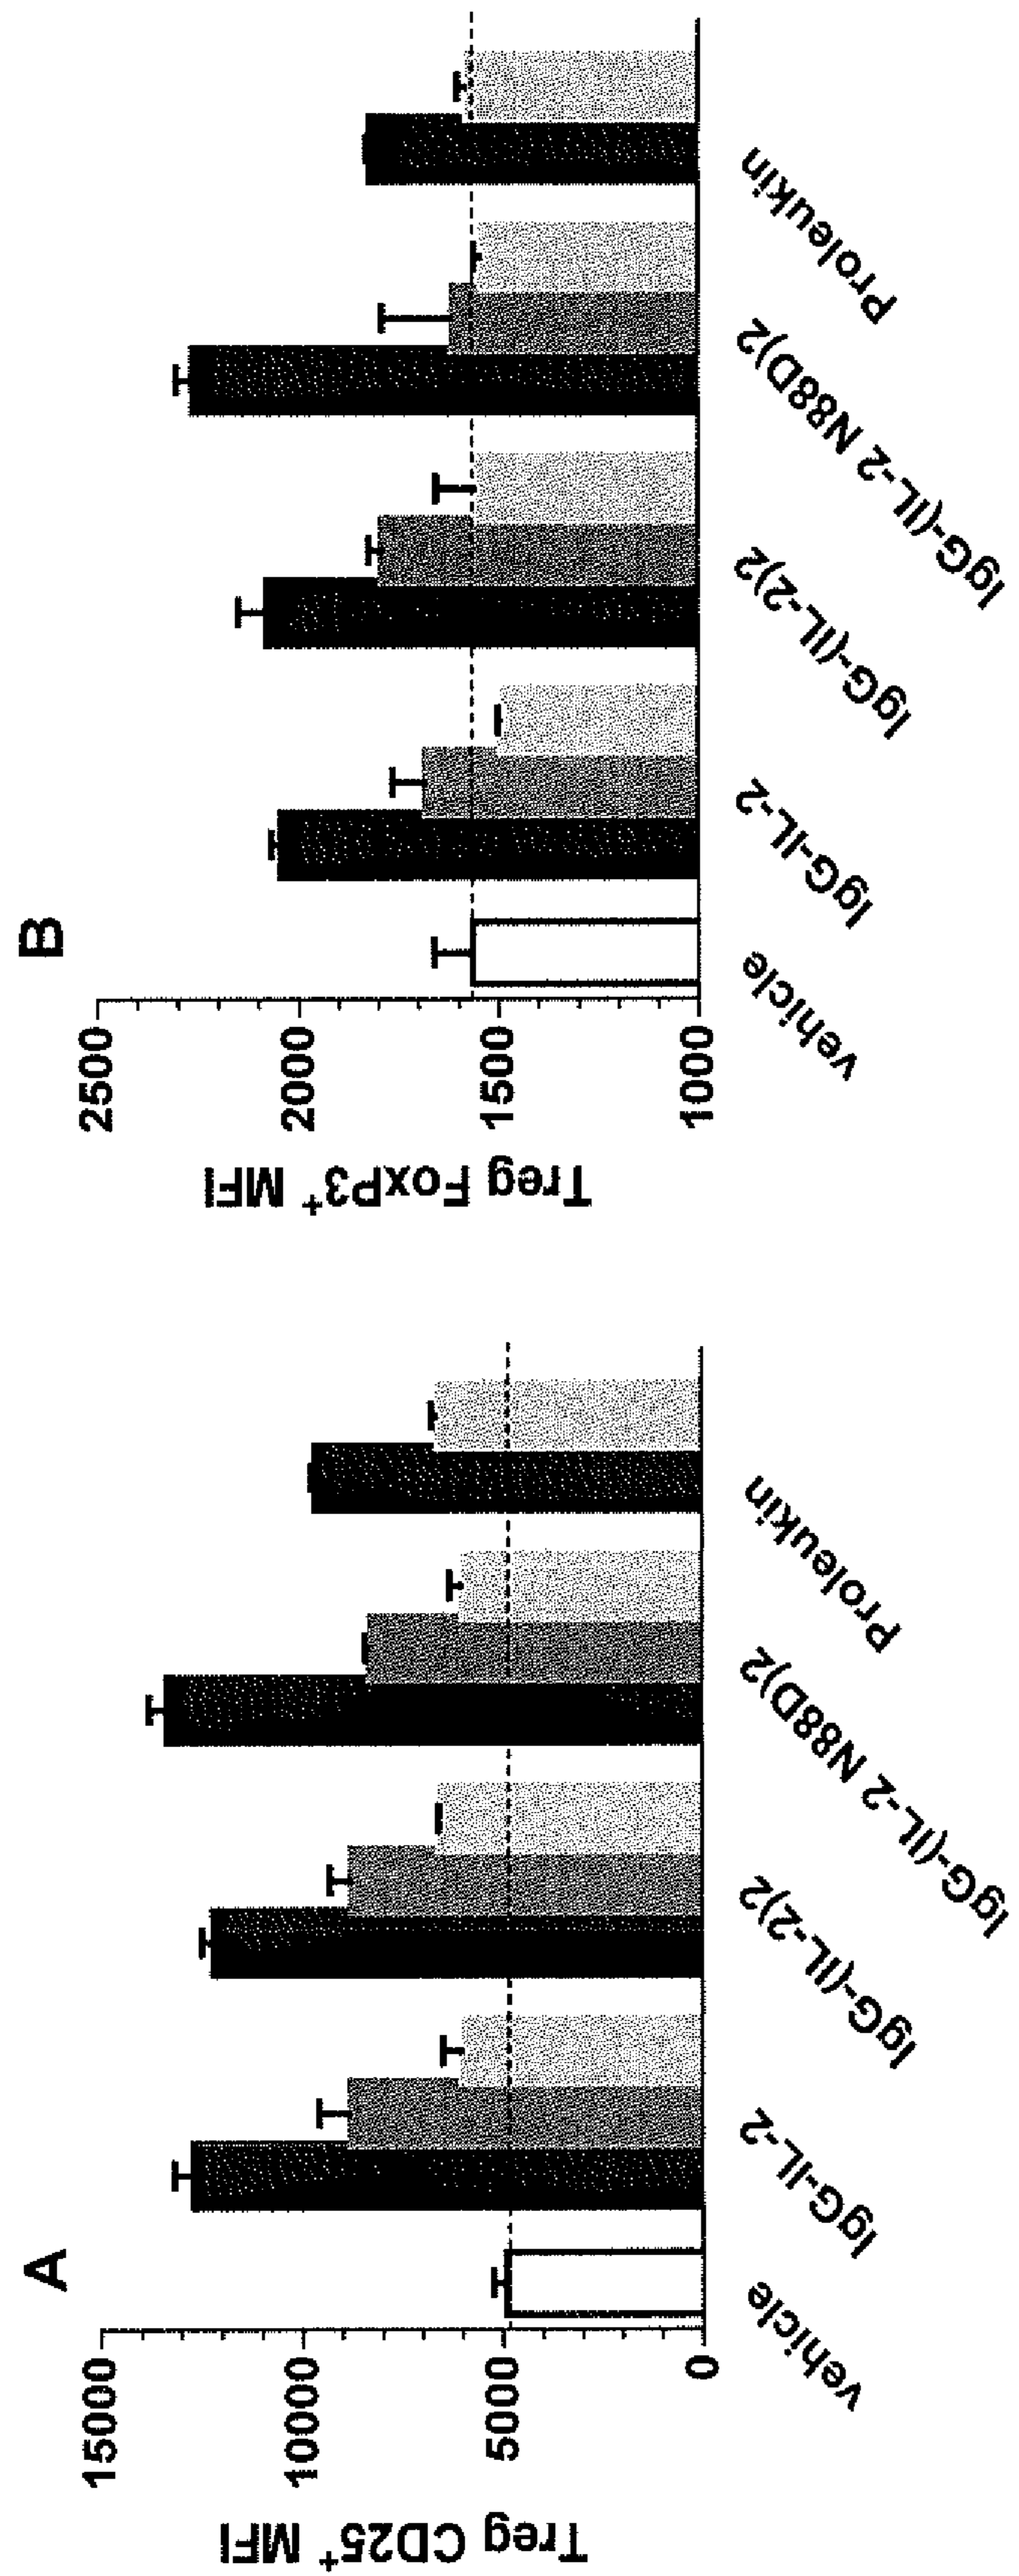 A
Treg CD25+ MFI
15000
10000
5000
0
vehicle
IgG-IL-2
IgG-(IL-2)2
IgG-(IL-2 N88D)2
Proleukin
B
Treg FoxP3+ MFI
2500
2000
1500
1000
vehicle
IgG-IL-2
IgG-(IL-2)2
IgG-(IL-2 N88D)2
Proleukin